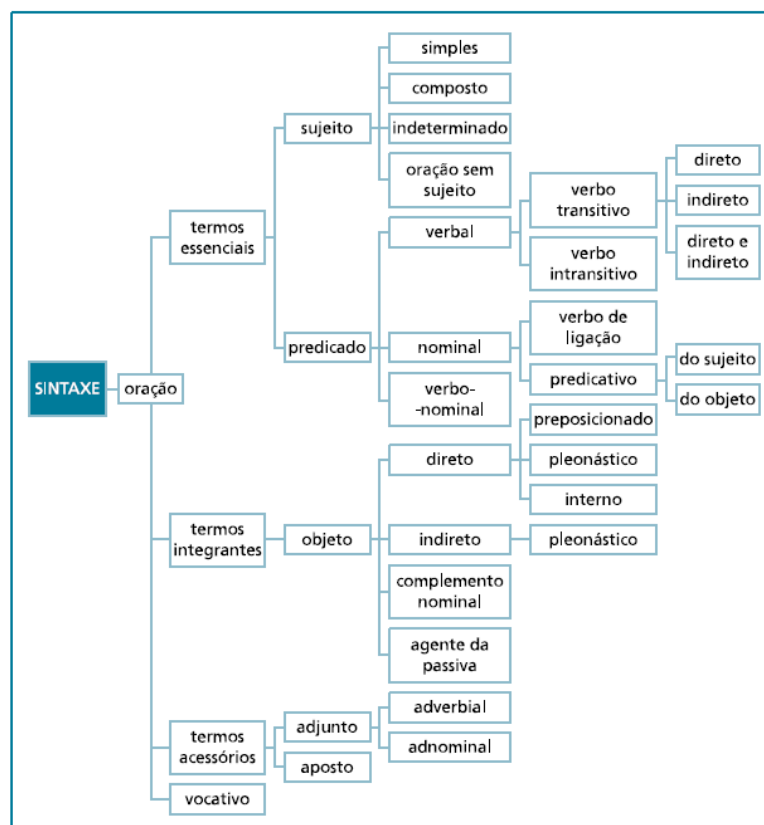 SINTAXE
oração
termos
essenciais
sujeito
simples
composto
indeterminado
oração sem
sujeito
predicado
verbal
verbo
transitivo
direto
indireto
direto e
indireto
verbo
intransitivo
nominal
verbo de
ligação
predicativo
do sujeito
do objeto
verbo-
-nominal
termos
integrantes
objeto
direto
preposicionado
pleonástico
interno
indireto
pleonástico
complemento
nominal
agente da
passiva
termos
acessórios
adjunto
adverbial
adnominal
aposto
vocativo